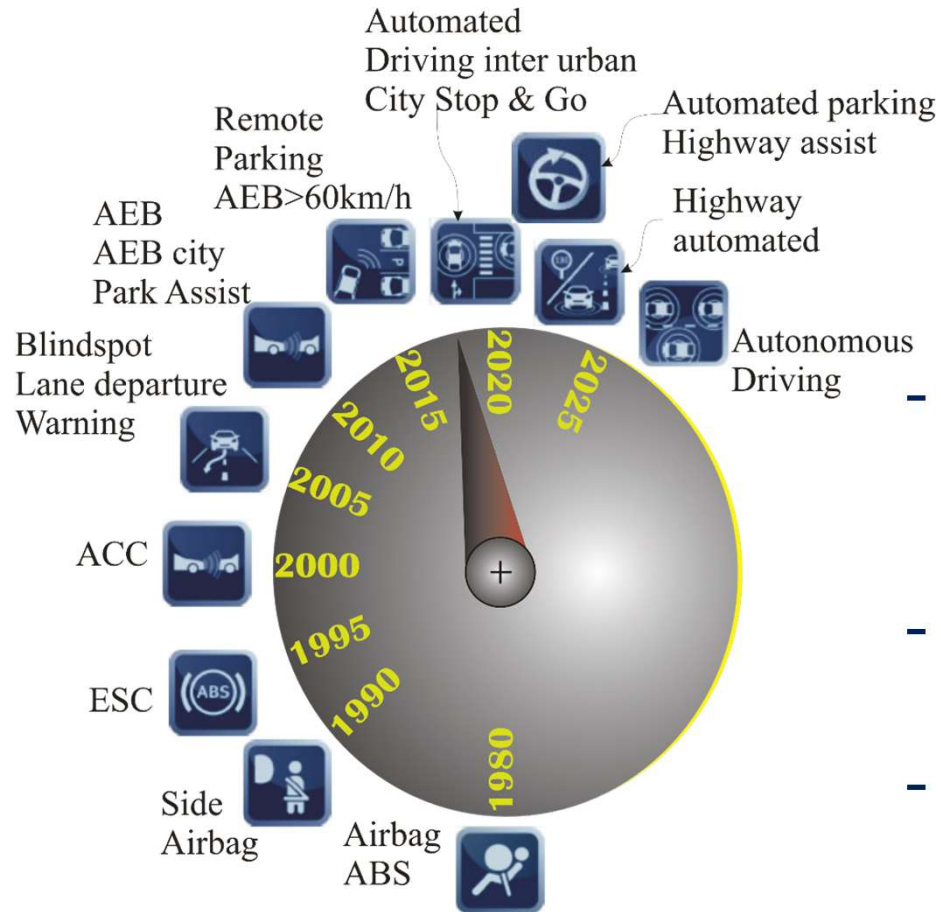 Automated
Driving inter urban
City Stop & Go
Automated parking
Highway assist
Remote
Parking
AEB>60km/h
Highway
automated
AEB
AEB city
Park Assist
Blindspot
Lane departure
Warning
Autonomous
Driving
2015
2020
2025
2010
2005
ACC
2000
1995
ESC
ABS
1990
1980
Side
Airbag
Airbag
ABS
P
130